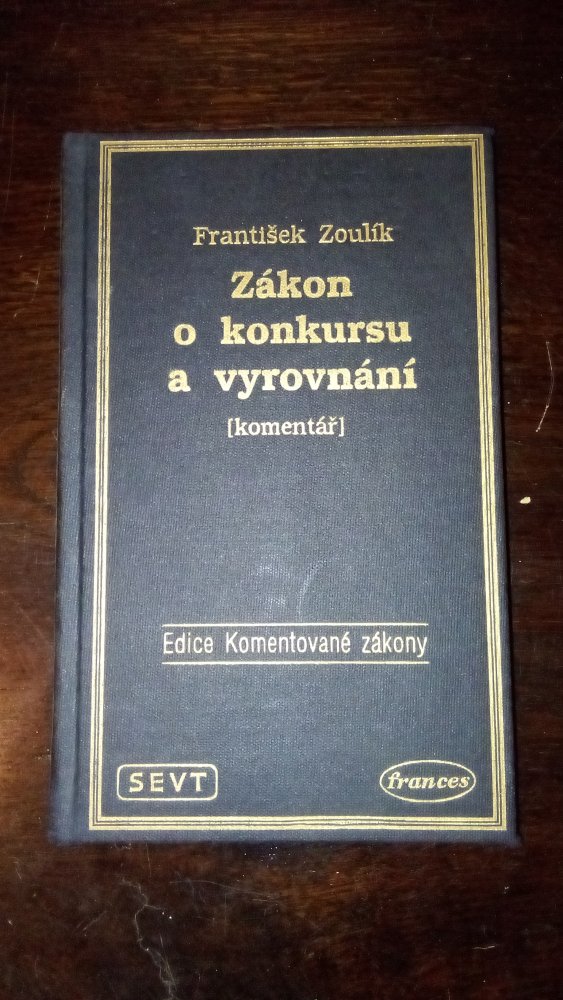 František Zoulík
Zákon
o konkursu
a vyrovnání
[komentář]
Edice Komentované zákony
SEVT
frances